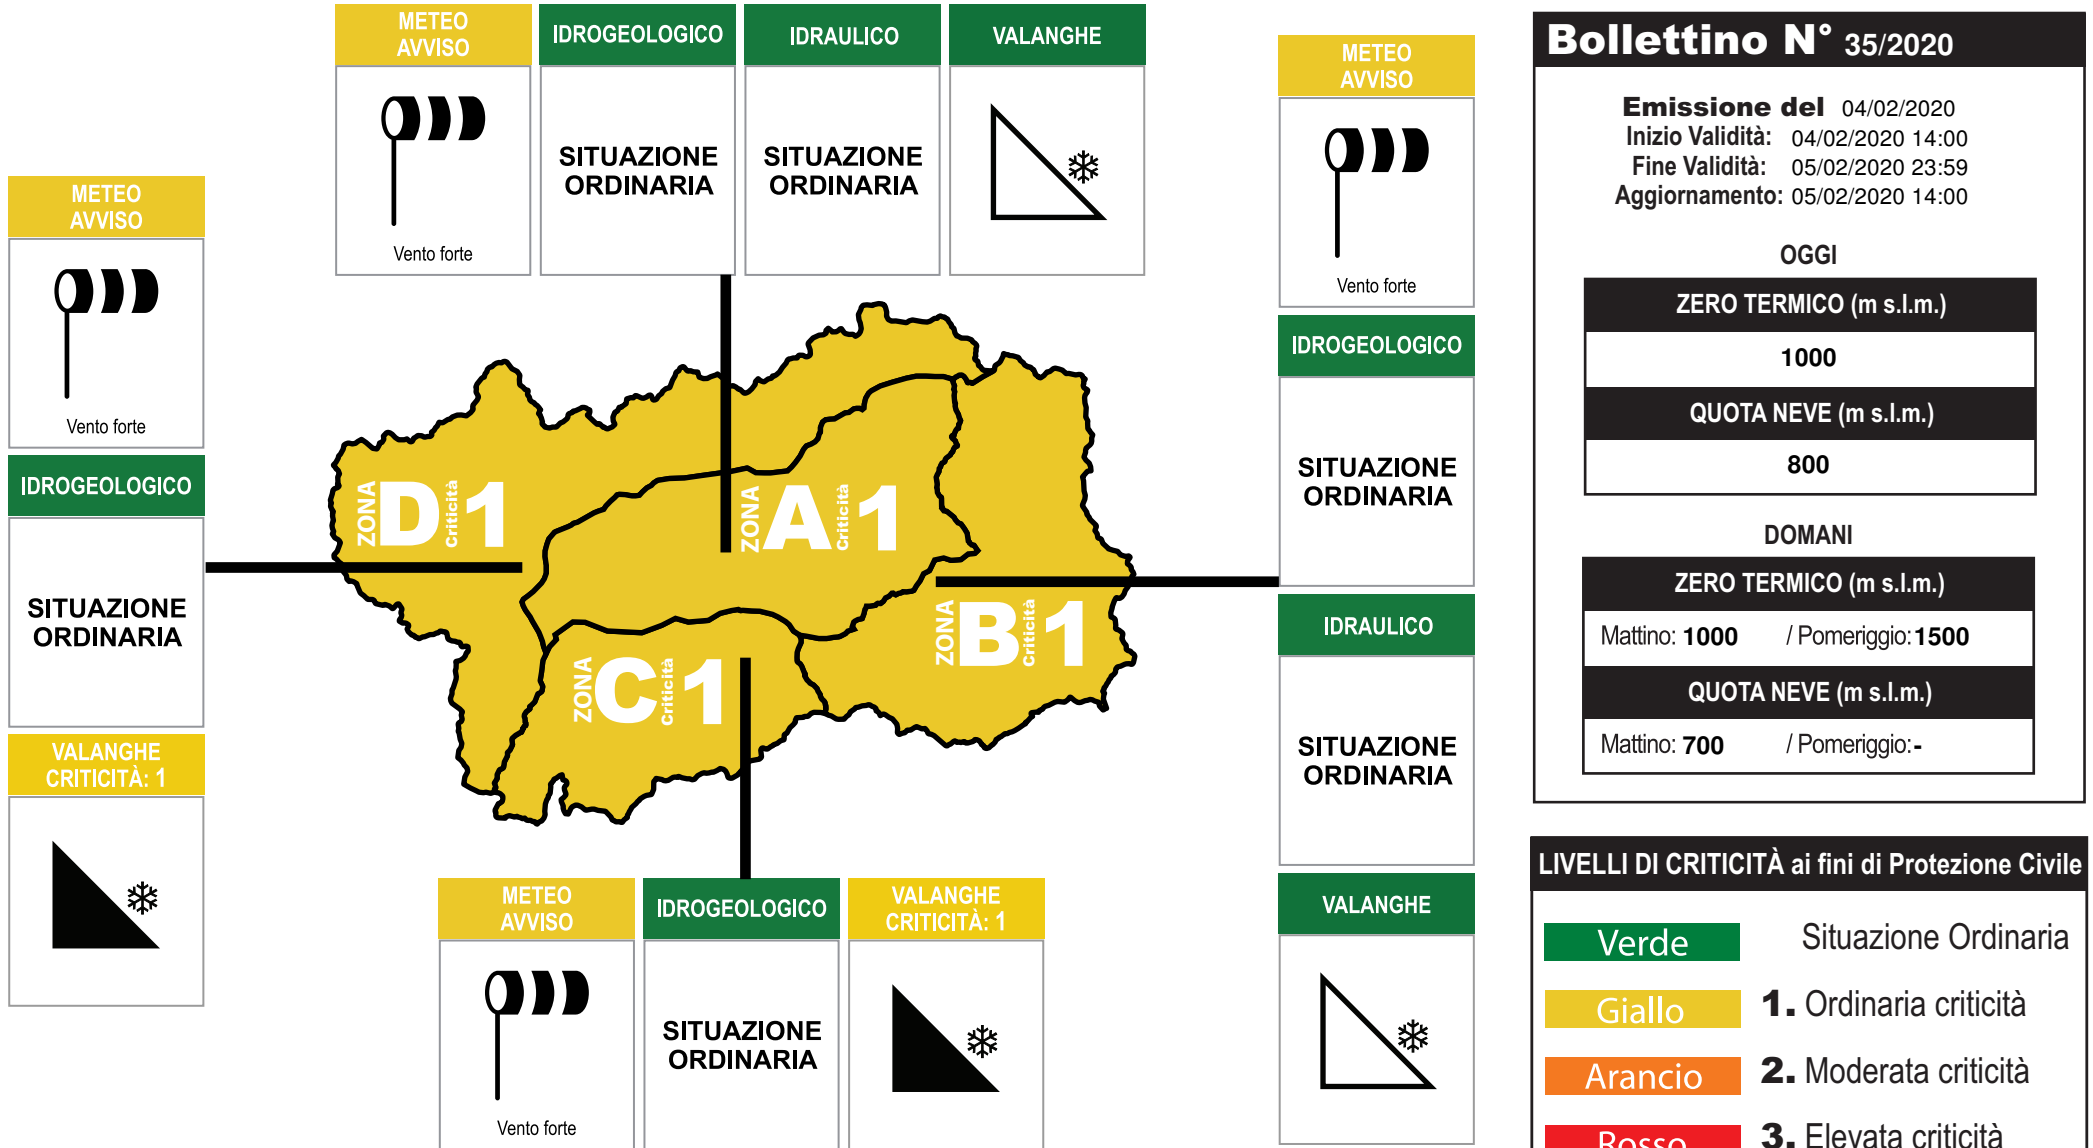 METEO
AVVISO
Vento forte
IDROGEOLOGICO
SITUAZIONE
ORDINARIA
IDRAULICO
SITUAZIONE
ORDINARIA
VALANGHE
METEO
AVVISO
Vento forte
IDROGEOLOGICO
SITUAZIONE
ORDINARIA
VALANGHE
CRITICITÀ: 1
METEO
AVVISO
Vento forte
IDROGEOLOGICO
SITUAZIONE
ORDINARIA
IDRAULICO
SITUAZIONE
ORDINARIA
VALANGHE
ZONA D Criticità 1
ZONA A Criticità 1
ZONA B Criticità 1
ZONA C Criticità 1
METEO
AVVISO
Vento forte
IDROGEOLOGICO
SITUAZIONE
ORDINARIA
VALANGHE
CRITICITÀ: 1
Bollettino N° 35/2020
Emissione del 04/02/2020
Inizio Validità: 04/02/2020 14:00
Fine Validità: 05/02/2020 23:59
Aggiornamento: 05/02/2020 14:00
OGGI
ZERO TERMICO (m s.l.m.)
1000
QUOTA NEVE (m s.l.m.)
800
DOMANI
ZERO TERMICO (m s.l.m.)
Mattino: 1000 / Pomeriggio: 1500
QUOTA NEVE (m s.l.m.)
Mattino: 700 / Pomeriggio: -
LIVELLI DI CRITICITÀ ai fini di Protezione Civile
Verde Situazione Ordinaria
Giallo 1. Ordinaria criticità
Arancio 2. Moderata criticità
Rosso 3. Elevata criticità